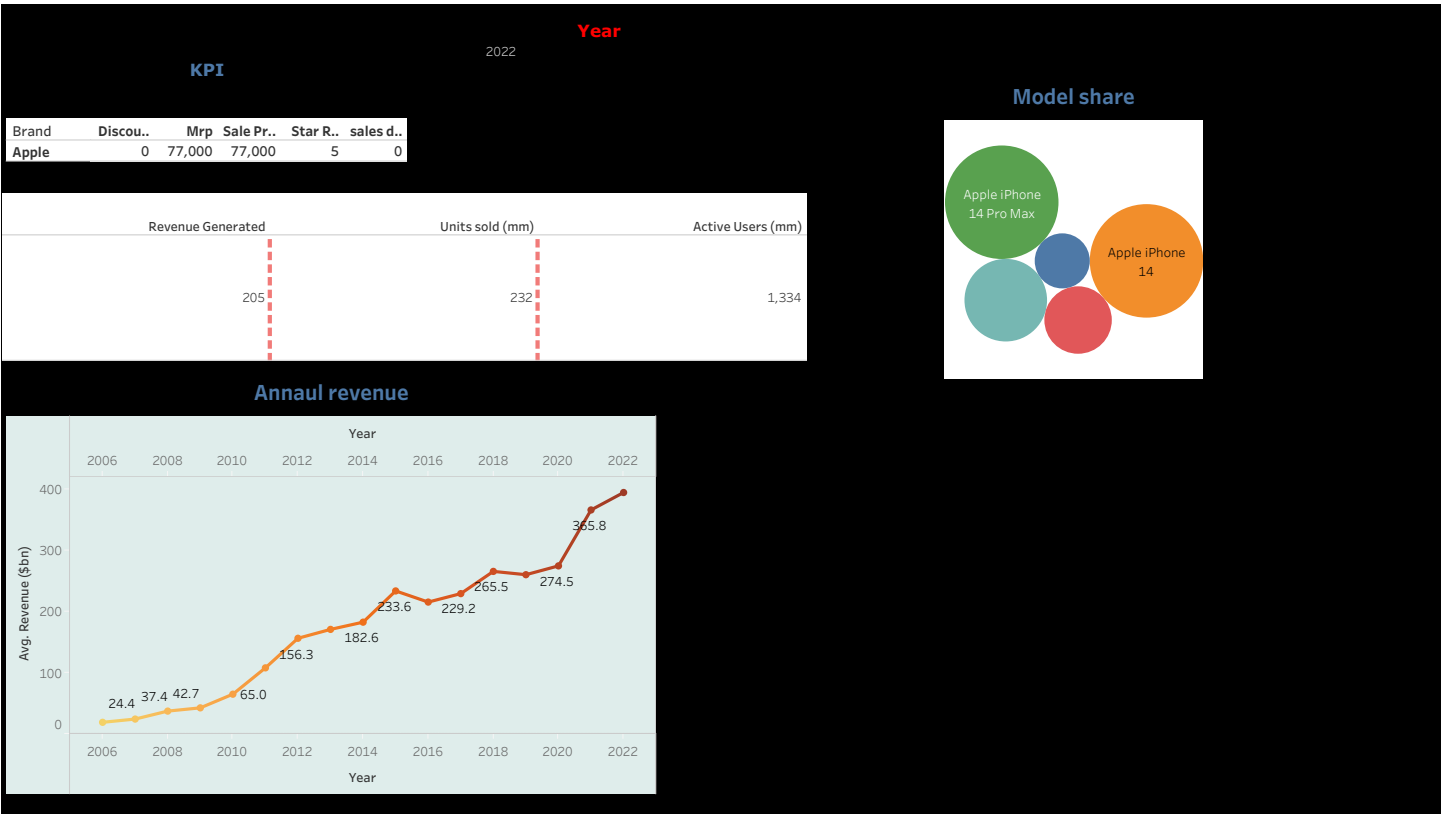 Year
2022
KPI
Model share
Brand Discou.. Mrp Sale Pr.. Star R.. sales d..
Apple 0 77,000 77,000 5 0
Apple iPhone
14 Pro Max
Apple iPhone
14
Revenue Generated Units sold (mm) Active Users (mm)
205 232 1,334
Annaul revenue
Year
2006 2008 2010 2012 2014 2016 2018 2020 2022
400
300
200
100
0
Avg. Revenue ($bn)
24.4 37.4 42.7 65.0 156.3 182.6 233.6 229.2 265.5 274.5 365.8
2006 2008 2010 2012 2014 2016 2018 2020 2022
Year